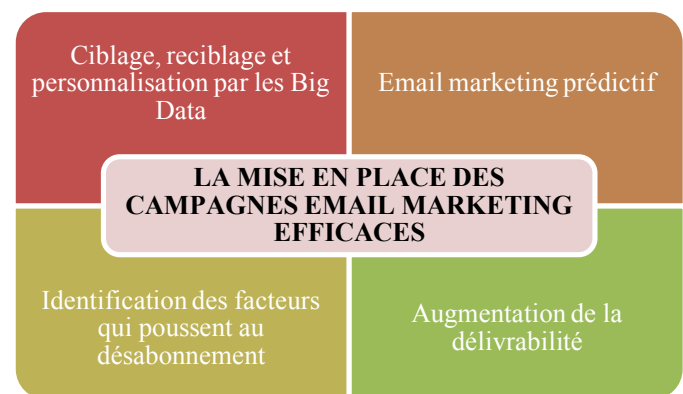 Ciblage, reciblage et
personnalisation par les Big
Data
Email marketing prédictif
LA MISE EN PLACE DES
CAMPAGNES EMAIL MARKETING
EFFICACES
Identification des facteurs
qui poussent au
désabonnement
Augmentation de la
délivrabilité